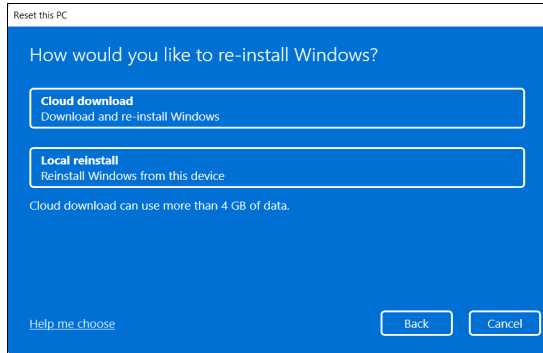 Reset this PC
How would you like to re-install Windows?
Cloud download
Download and re-install Windows
Local reinstall
Reinstall Windows from this device
Cloud download can use more than 4 GB of data.
Help me choose
Back
Cancel